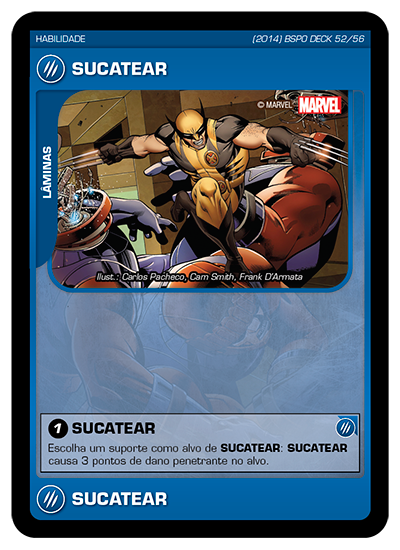 HABILIDADE
(2014) BSPO DECK 52/56
SUCATEAR
LÂMINAS
© MARVEL MARVEL
Ilust.: Carlos Pacheco, Cam Smith, Frank D'Armata
1 SUCATEAR
Escolha um suporte como alvo de SUCATEAR: SUCATEAR
causa 3 pontos de dano penetrante no alvo.
SUCATEAR